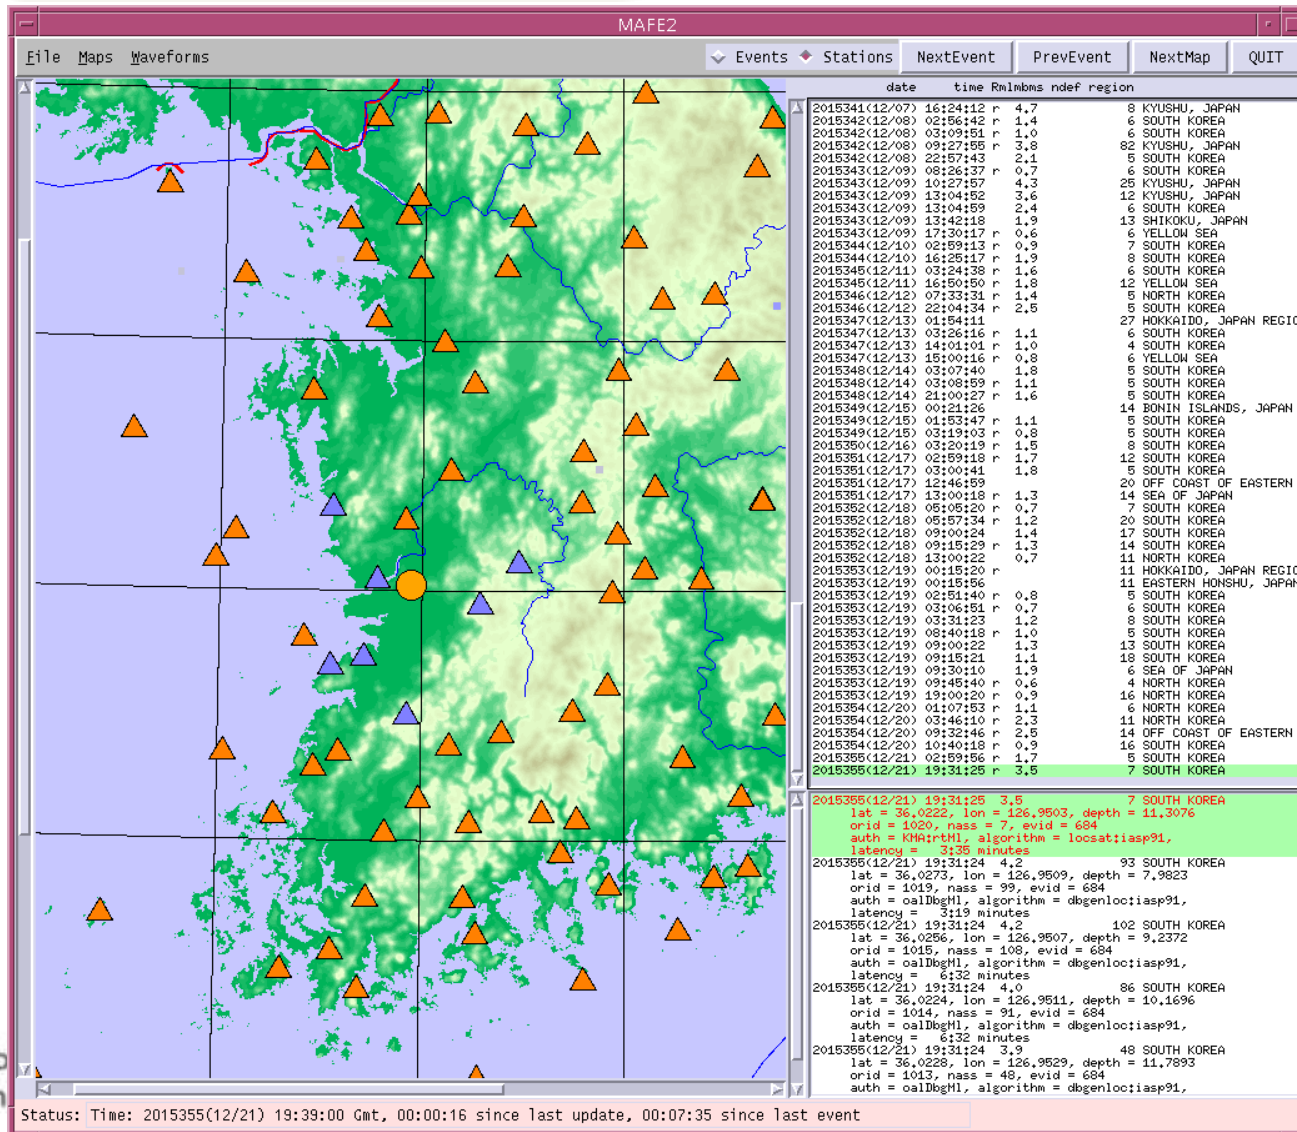 MAFE2
File Maps Waveforms Events Stations NextEvent PrevEvent NextMap QUIT
date time Rmlmbms ndef region
2015341(12/07) 16:24:12 r 4.7 8 KYUSHU, JAPAN
2015342(12/08) 02:56:42 r 1.4 6 SOUTH KOREA
2015342(12/08) 03:09:51 r 1.0 6 SOUTH KOREA
2015342(12/08) 09:27:55 r 3.8 82 KYUSHU, JAPAN
2015342(12/08) 22:57:43 2.1 5 SOUTH KOREA
2015343(12/09) 08:26:37 r 0.7 6 SOUTH KOREA
2015343(12/09) 10:27:57 4.3 25 KYUSHU, JAPAN
2015343(12/09) 13:04:52 3.6 12 KYUSHU, JAPAN
2015343(12/09) 13:04:59 2.4 6 SOUTH KOREA
2015343(12/09) 13:42:18 1.9 13 SHIKOKU, JAPAN
2015343(12/09) 17:30:17 r 0.6 6 YELLOW SEA
2015344(12/10) 02:59:13 r 0.9 7 SOUTH KOREA
2015344(12/10) 16:25:17 r 1.9 8 SOUTH KOREA
2015345(12/11) 03:24:38 r 1.6 6 SOUTH KOREA
2015345(12/11) 16:50:50 r 1.8 12 YELLOW SEA
2015346(12/12) 07:33:31 r 1.4 5 NORTH KOREA
2015346(12/12) 22:04:34 r 2.5 5 SOUTH KOREA
2015347(12/13) 01:54:11 27 HOKKAIDO, JAPAN REGIO
2015347(12/13) 03:26:16 r 1.1 6 SOUTH KOREA
2015347(12/13) 14:01:01 r 1.0 4 SOUTH KOREA
2015347(12/13) 15:00:16 r 0.8 6 YELLOW SEA
2015348(12/14) 03:07:40 1.8 5 SOUTH KOREA
2015348(12/14) 03:08:59 r 1.1 5 SOUTH KOREA
2015348(12/14) 21:00:27 r 1.6 5 SOUTH KOREA
2015349(12/15) 00:21:26 14 BONIN ISLANDS, JAPAN
2015349(12/15) 01:53:47 r 1.1 5 SOUTH KOREA
2015349(12/15) 03:19:03 r 0.8 5 SOUTH KOREA
2015350(12/16) 03:20:19 r 1.5 8 SOUTH KOREA
2015351(12/17) 02:59:18 r 1.7 12 SOUTH KOREA
2015351(12/17) 03:00:41 1.8 5 SOUTH KOREA
2015351(12/17) 12:46:59 20 OFF COAST OF EASTERN
2015351(12/17) 13:00:18 r 1.3 14 SEA OF JAPAN
2015352(12/18) 05:05:20 r 0.7 7 SOUTH KOREA
2015352(12/18) 05:57:34 r 1.2 20 SOUTH KOREA
2015352(12/18) 09:00:24 1.4 17 SOUTH KOREA
2015352(12/18) 09:15:29 r 1.3 14 SOUTH KOREA
2015352(12/18) 13:00:22 0.7 11 NORTH KOREA
2015353(12/19) 00:15:20 r 11 HOKKAIDO, JAPAN REGIO
2015353(12/19) 00:15:56 11 EASTERN HONSHU, JAPAN
2015353(12/19) 02:51:40 r 0.8 5 SOUTH KOREA
2015353(12/19) 03:06:51 r 0.7 6 SOUTH KOREA
2015353(12/19) 03:31:23 1.2 8 SOUTH KOREA
2015353(12/19) 08:40:18 r 1.0 5 SOUTH KOREA
2015353(12/19) 09:00:22 1.3 13 SOUTH KOREA
2015353(12/19) 09:15:21 1.1 18 SOUTH KOREA
2015353(12/19) 09:30:10 1.9 6 SEA OF JAPAN
2015353(12/19) 09:45:40 r 0.6 4 NORTH KOREA
2015353(12/19) 19:00:20 r 0.9 16 NORTH KOREA
2015354(12/20) 01:07:53 r 1.1 6 NORTH KOREA
2015354(12/20) 03:46:10 r 2.3 11 NORTH KOREA
2015354(12/20) 09:32:46 r 2.5 14 OFF COAST OF EASTERN
2015354(12/20) 10:40:18 r 0.9 16 SOUTH KOREA
2015355(12/21) 02:59:56 r 1.7 5 SOUTH KOREA
2015355(12/21) 19:31:25 r 3.5 7 SOUTH KOREA
2015355(12/21) 19:31:25 3.5 7 SOUTH KOREA
lat = 36.0222, lon = 126.9503, depth = 11.3076
orid = 1020, nass = 7, evid = 684
auth = KMA:rtMl, algorithm = locsat:iasp91,
latency = 3:35 minutes
2015355(12/21) 19:31:24 4.2 93 SOUTH KOREA
lat = 36.0273, lon = 126.9509, depth = 7.9823
orid = 1019, nass = 99, evid = 684
auth = oalDbgMl, algorithm = dbgenloc:iasp91,
latency = 3:19 minutes
2015355(12/21) 19:31:24 4.2 102 SOUTH KOREA
lat = 36.0256, lon = 126.9507, depth = 9.2372
orid = 1015, nass = 108, evid = 684
auth = oalDbgMl, algorithm = dbgenloc:iasp91,
latency = 6:32 minutes
2015355(12/21) 19:31:24 4.0 86 SOUTH KOREA
lat = 36.0224, lon = 126.9511, depth = 10.1696
orid = 1014, nass = 91, evid = 684
auth = oalDbgMl, algorithm = dbgenloc:iasp91,
latency = 6:32 minutes
2015355(12/21) 19:31:24 3.9 48 SOUTH KOREA
lat = 36.0228, lon = 126.9529, depth = 11.7893
orid = 1013, nass = 48, evid = 684
auth = oalDbgMl, algorithm = dbgenloc:iasp91,
Status: Time: 2015355(12/21) 19:39:00 Gmt, 00:00:16 since last update, 00:07:35 since last event